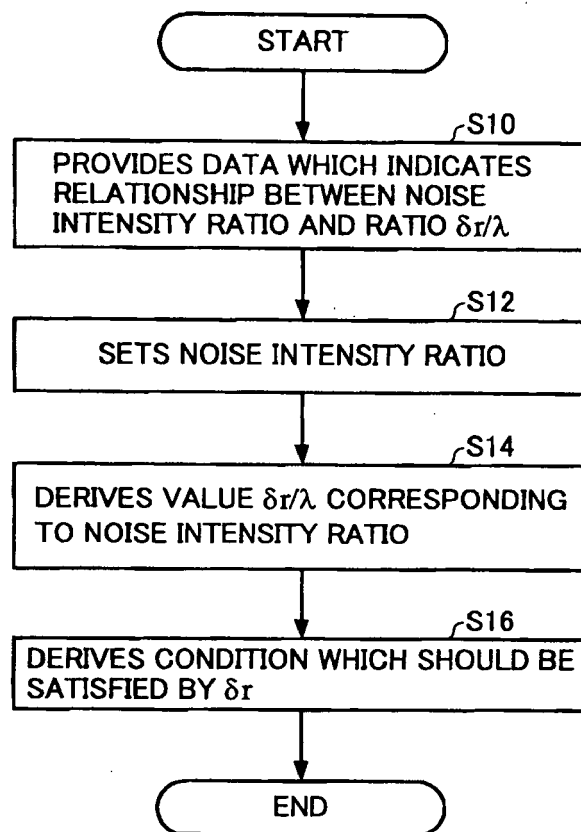 START
S10
PROVIDES DATA WHICH INDICATES
RELATIONSHIP BETWEEN NOISE
INTENSITY RATIO AND RATIO δr/λ
S12
SETS NOISE INTENSITY RATIO
S14
DERIVES VALUE δr/λ CORRESPONDING
TO NOISE INTENSITY RATIO
S16
DERIVES CONDITION WHICH SHOULD BE
SATISFIED BY δr
END